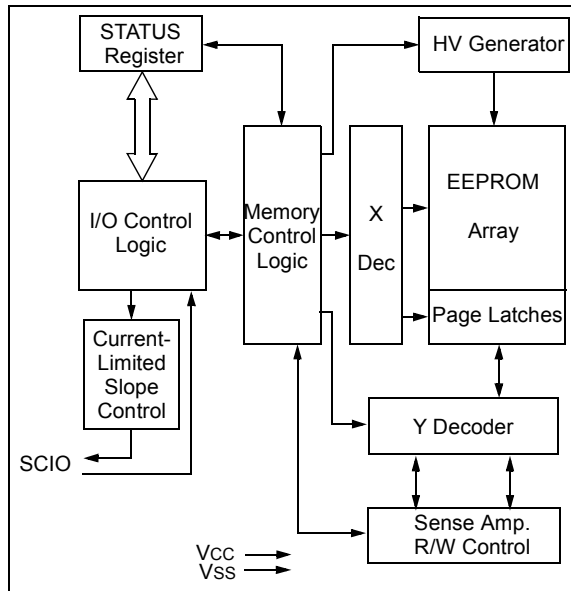 STATUS
Register
HV Generator
I/O Control
Logic
Memory
Control
Logic
X
Dec
EEPROM
Array
Page Latches
Current-
Limited
Slope
Control
Y Decoder
SCIO
Sense Amp.
R/W Control
VCC
VSS